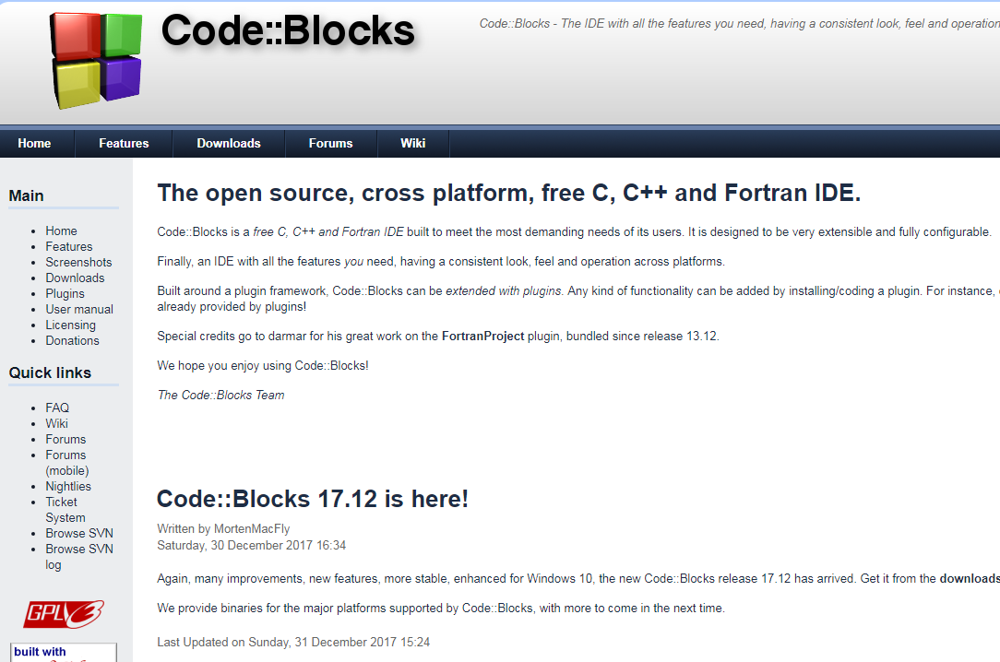 Code::Blocks
Code::Blocks - The IDE with all the features you need, having a consistent look, feel and operation
Home Features Downloads Forums Wiki
Main
Home
Features
Screenshots
Downloads
Plugins
User manual
Licensing
Donations
Quick links
FAQ
Wiki
Forums
Forums
(mobile)
Nightlies
Ticket
System
Browse SVN
Browse SVN
log
GPLv3
built with
The open source, cross platform, free C, C++ and Fortran IDE.
Code::Blocks is a free C, C++ and Fortran IDE built to meet the most demanding needs of its users. It is designed to be very extensible and fully configurable.
Finally, an IDE with all the features you need, having a consistent look, feel and operation across platforms.
Built around a plugin framework, Code::Blocks can be extended with plugins. Any kind of functionality can be added by installing/coding a plugin. For instance,
already provided by plugins!
Special credits go to darmar for his great work on the FortranProject plugin, bundled since release 13.12.
We hope you enjoy using Code::Blocks!
The Code::Blocks Team
Code::Blocks 17.12 is here!
Written by MortenMacFly
Saturday, 30 December 2017 16:34
Again, many improvements, new features, more stable, enhanced for Windows 10, the new Code::Blocks release 17.12 has arrived. Get it from the downloads
We provide binaries for the major platforms supported by Code::Blocks, with more to come in the next time.
Last Updated on Sunday, 31 December 2017 15:24